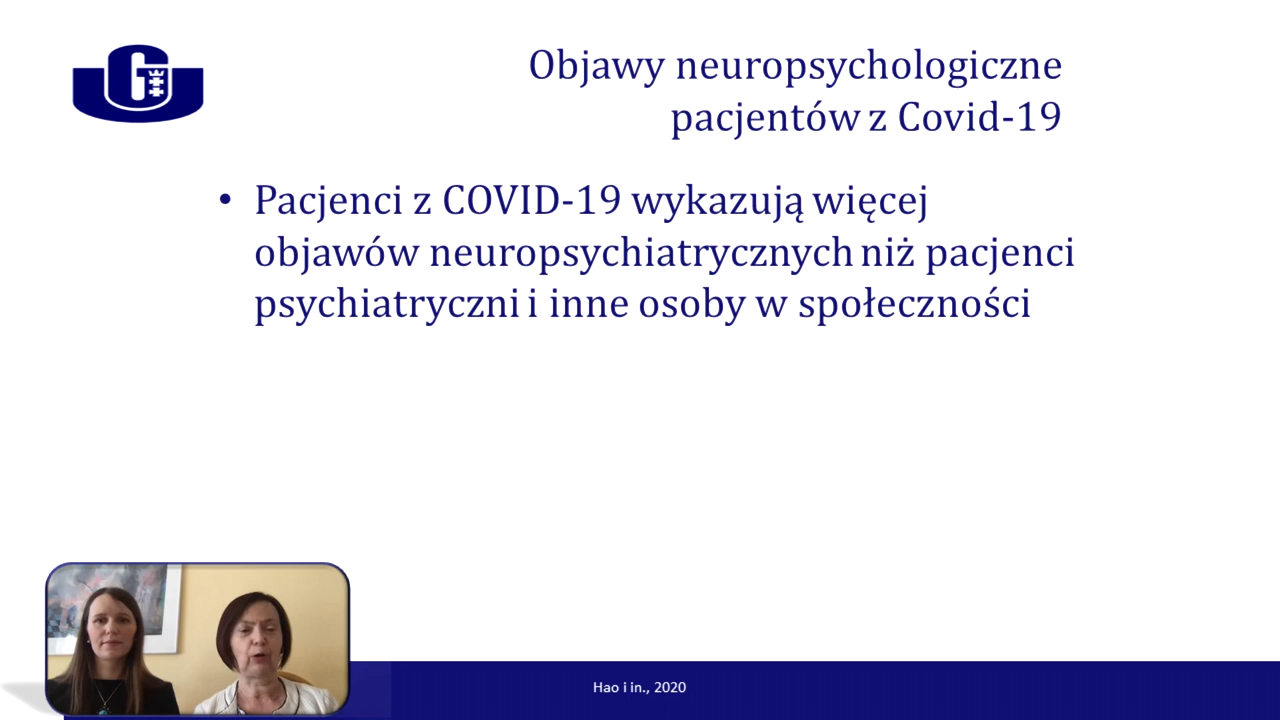 Objawy neuropsychologiczne
pacjentów z Covid-19
• Pacjenci z COVID-19 wykazują więcej
objawów neuropsychiatrycznych niż pacjenci
psychiatryczni i inne osoby w społeczności
Hao i in., 2020